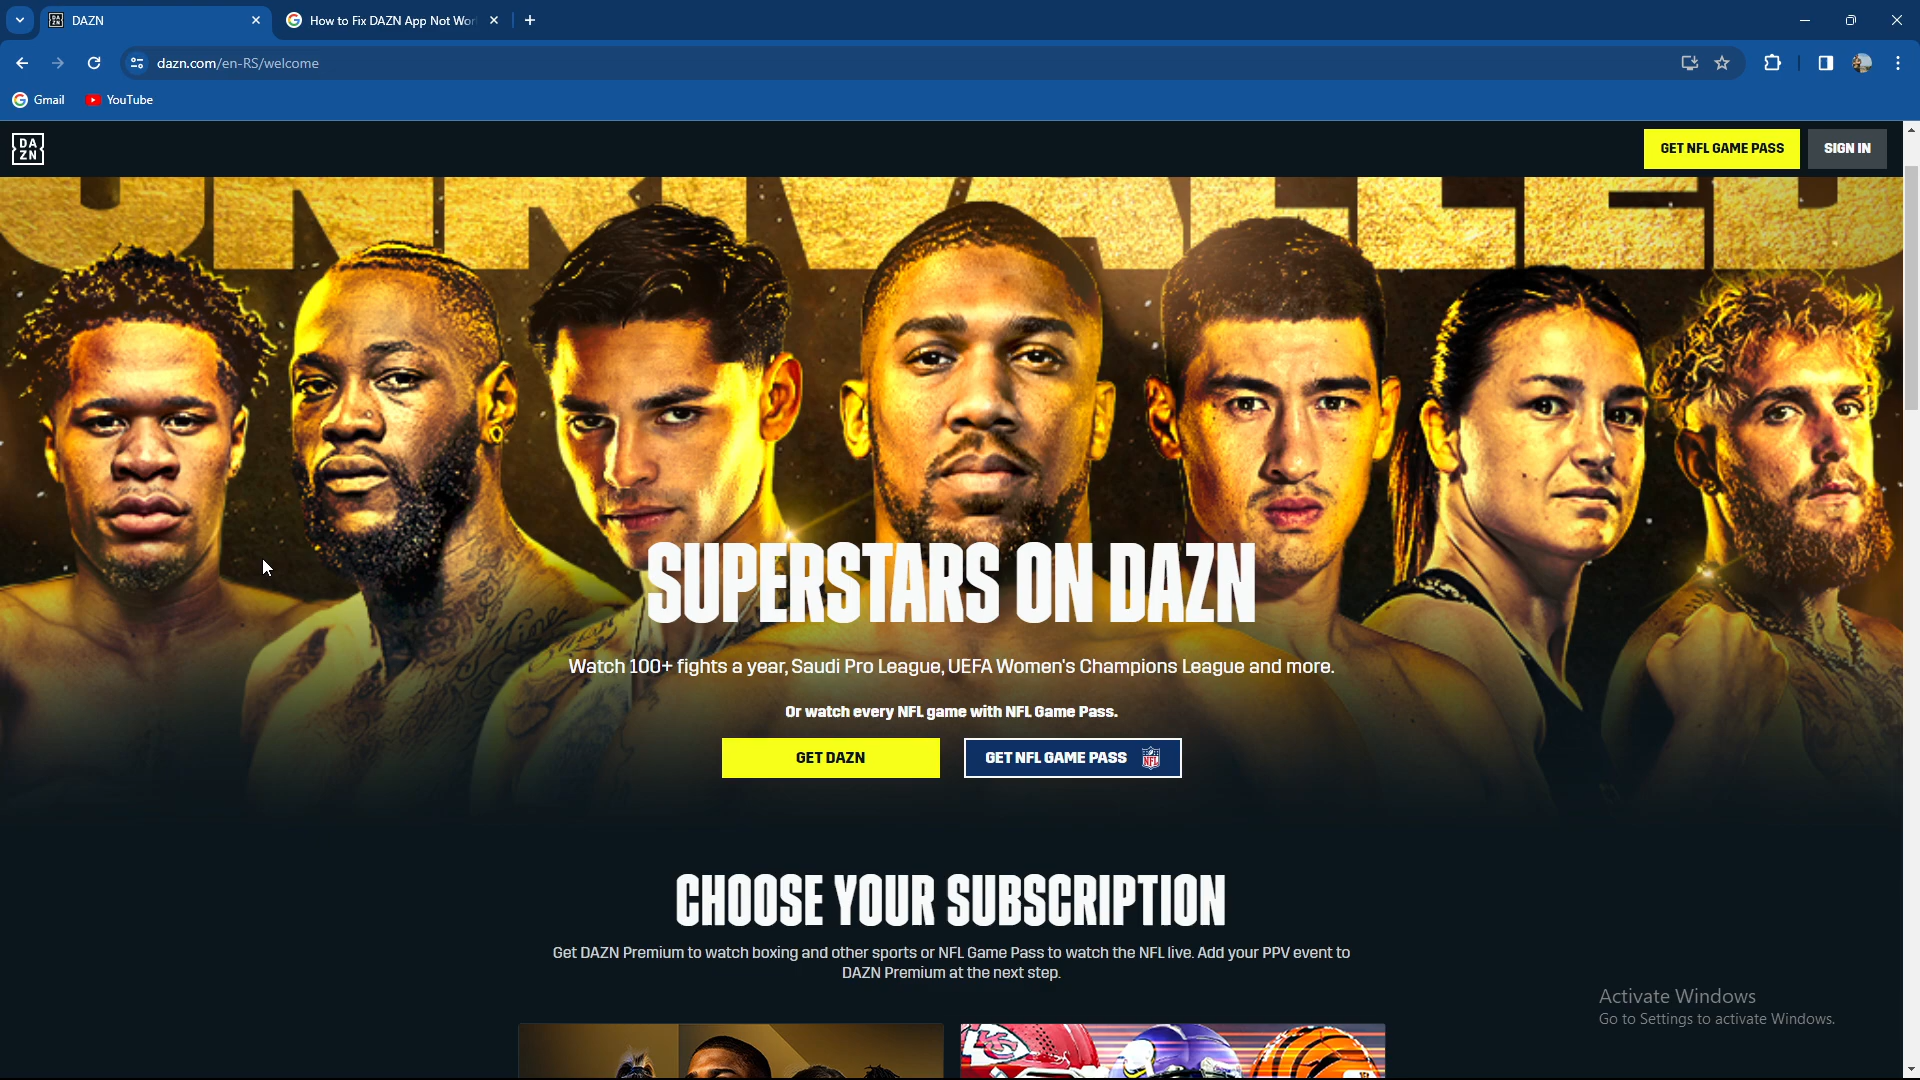 DAZN
How to Fix DAZN App Not Wor
dazn.com/en-RS/welcome
Gmail
YouTube
DA
ZN
GET NFL GAME PASS
SIGN IN
UNRIVALLED
SUPERSTARS ON DAZN
Watch 100+ fights a year, Saudi Pro League, UEFA Women's Champions League and more.
Or watch every NFL game with NFL Game Pass.
GET DAZN
GET NFL GAME PASS
NFL
CHOOSE YOUR SUBSCRIPTION
Get DAZN Premium to watch boxing and other sports or NFL Game Pass to watch the NFL live. Add your PPV event to
DAZN Premium at the next step.
KC
Activate Windows
Go to Settings to activate Windows.